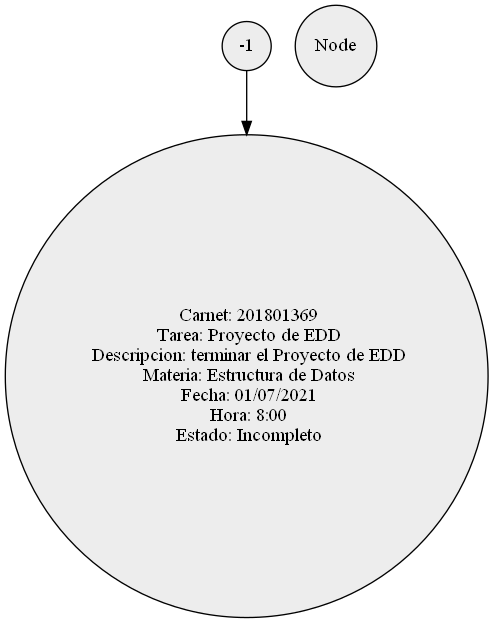 -1
Node
Carnet: 201801369
Tarea: Proyecto de EDD
Descripcion: terminar el Proyecto de EDD
Materia: Estructura de Datos
Fecha: 01/07/2021
Hora: 8:00
Estado: Incompleto